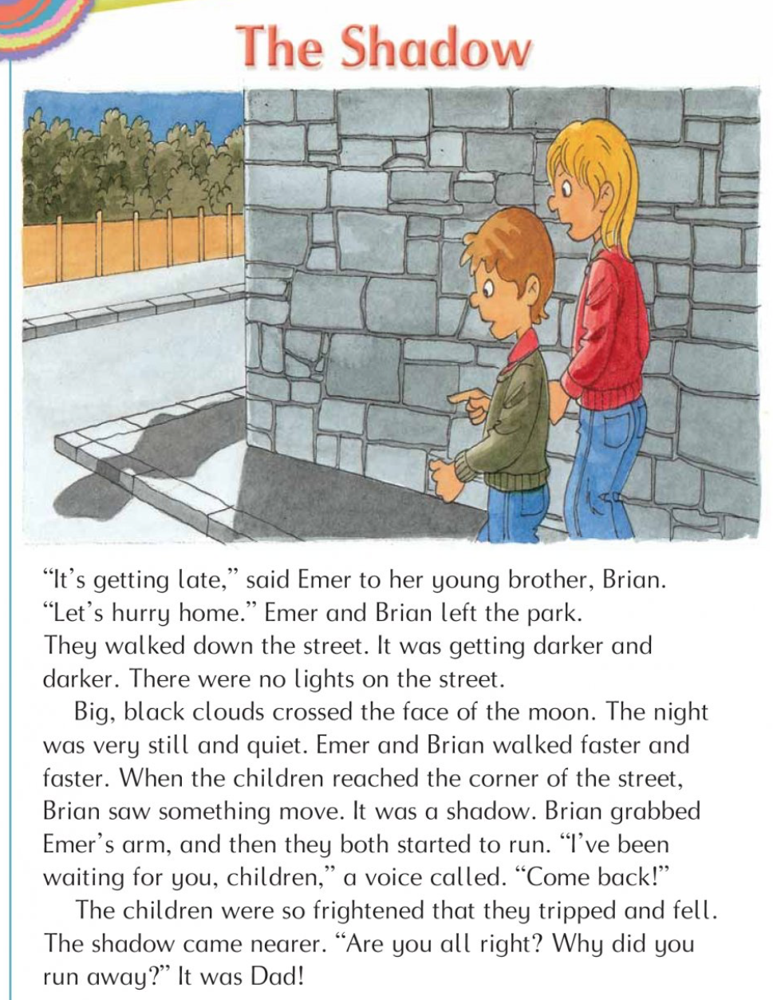 The Shadow
“It’s getting late,” said Emer to her young brother, Brian.
“Let’s hurry home.” Emer and Brian left the park.
They walked down the street. It was getting darker and
darker. There were no lights on the street.
Big, black clouds crossed the face of the moon. The night
was very still and quiet. Emer and Brian walked faster and
faster. When the children reached the corner of the street,
Brian saw something move. It was a shadow. Brian grabbed
Emer’s arm, and then they both started to run. “I’ve been
waiting for you, children,” a voice called. “Come back!”
The children were so frightened that they tripped and fell.
The shadow came nearer. “Are you all right? Why did you
run away?” It was Dad!